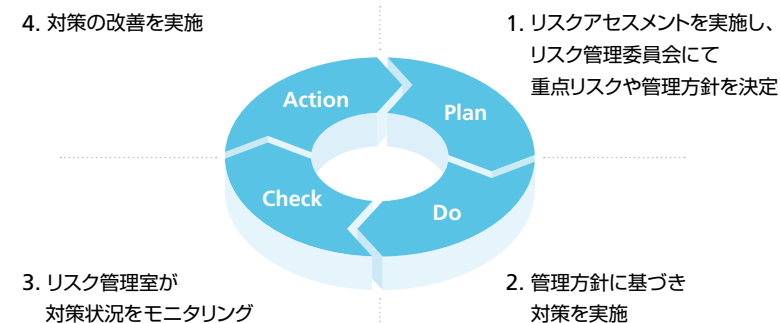 4. 対策の改善を実施
1. リスクアセスメントを実施し、
リスク管理委員会にて
重点リスクや管理方針を決定
Action
Plan
Check
Do
3. リスク管理室が
対策状況をモニタリング
2. 管理方針に基づき
対策を実施